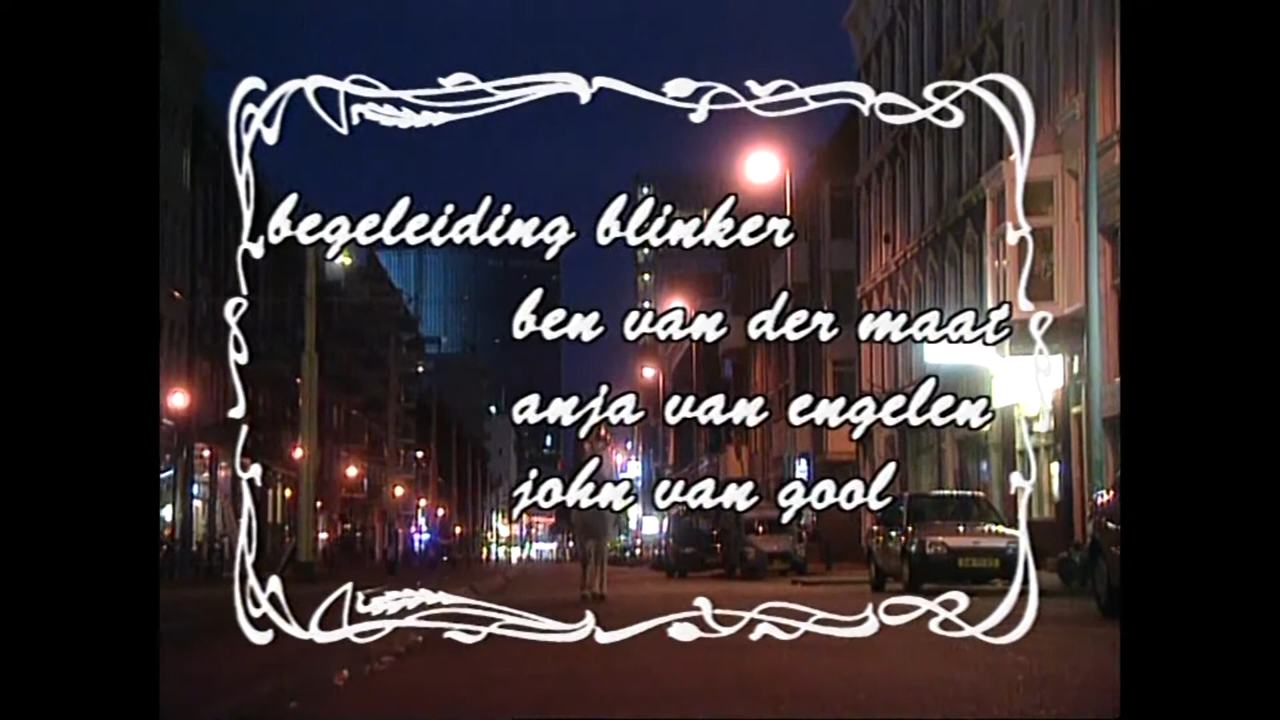 begeleiding blinker
ben van der maat
anja van engelen
john van gool